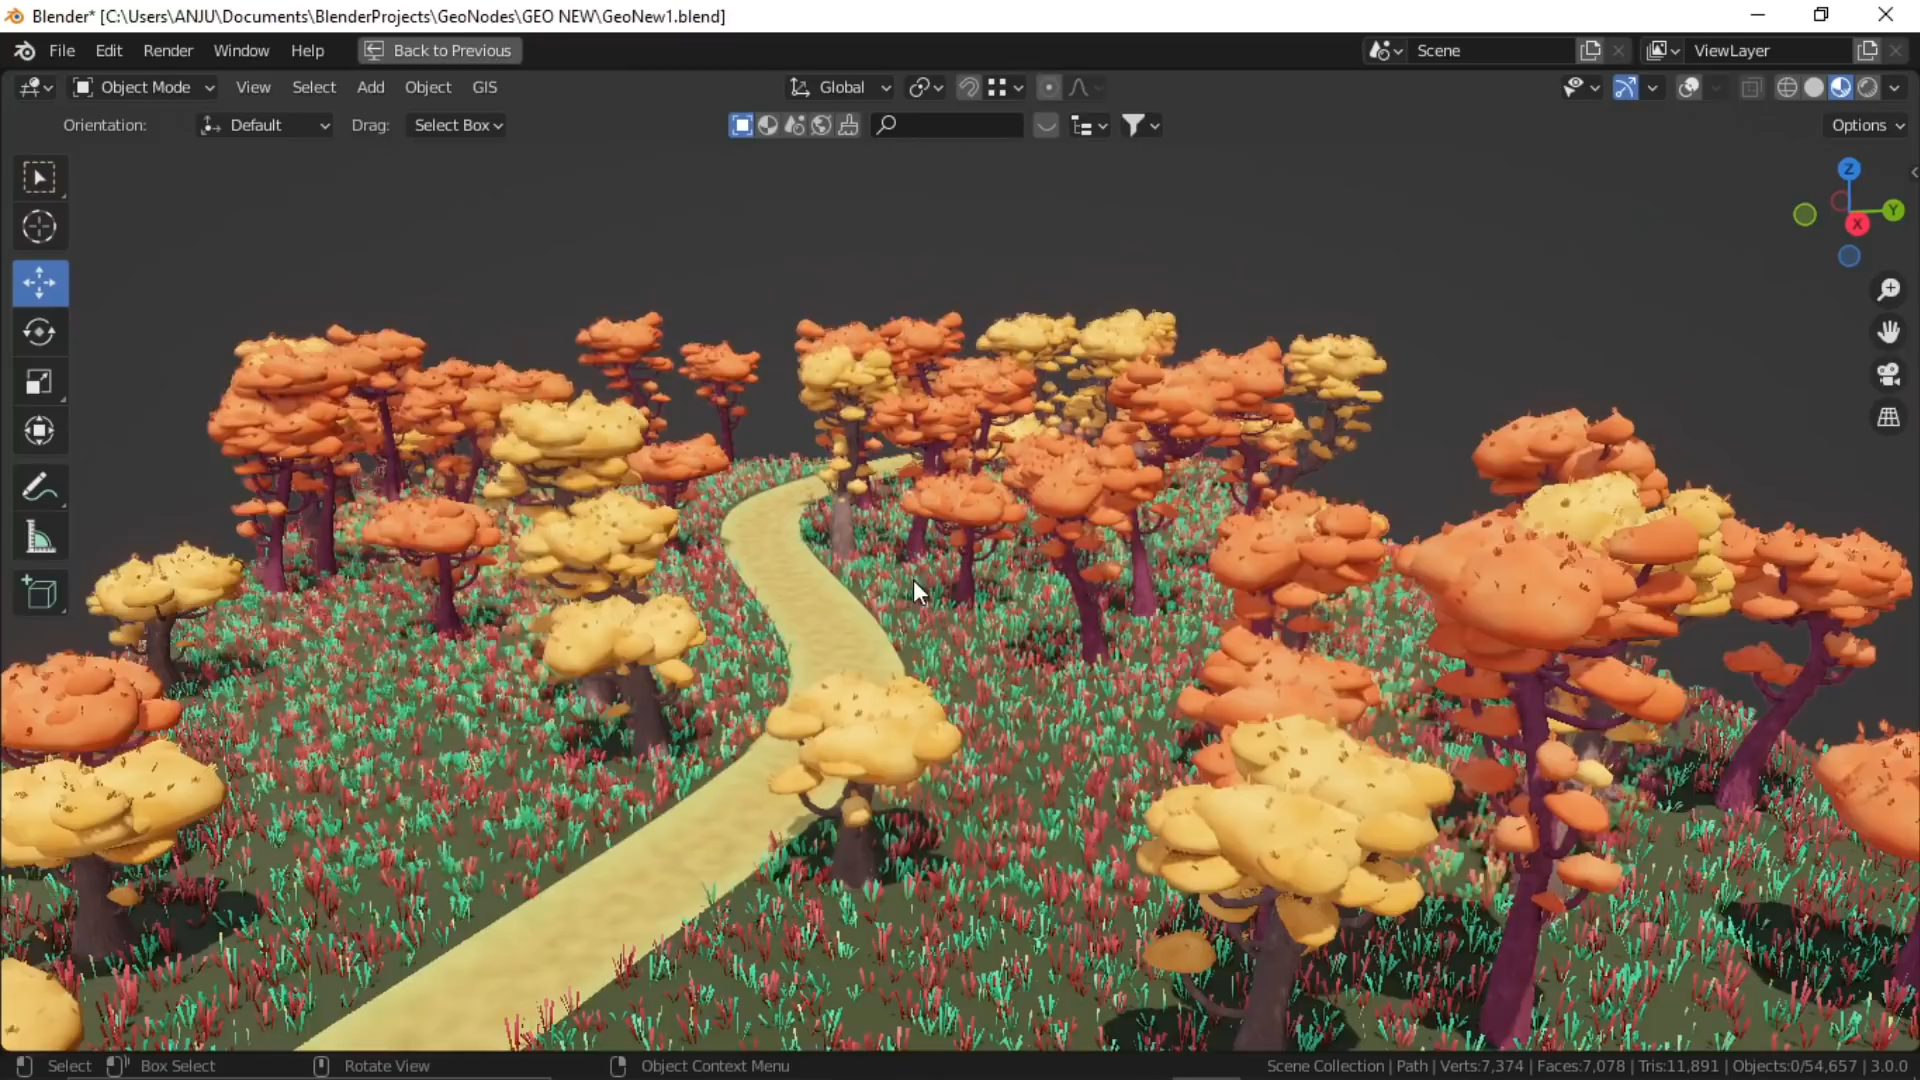 Blender* [C:\Users\ANJU\Documents\BlenderProjects\GeoNodes\GEO NEW\GeoNew1.blend]
File Edit Render Window Help Back to Previous Scene ViewLayer
Object Mode View Select Add Object GIS Global
Orientation: Default Drag: Select Box Options
Z
Y
X
Select Box Select Rotate View Object Context Menu Scene Collection | Path | Verts:7,374 | Faces:7,078 | Tris:11,891 | Objects:0/54,657 | 3.0.0